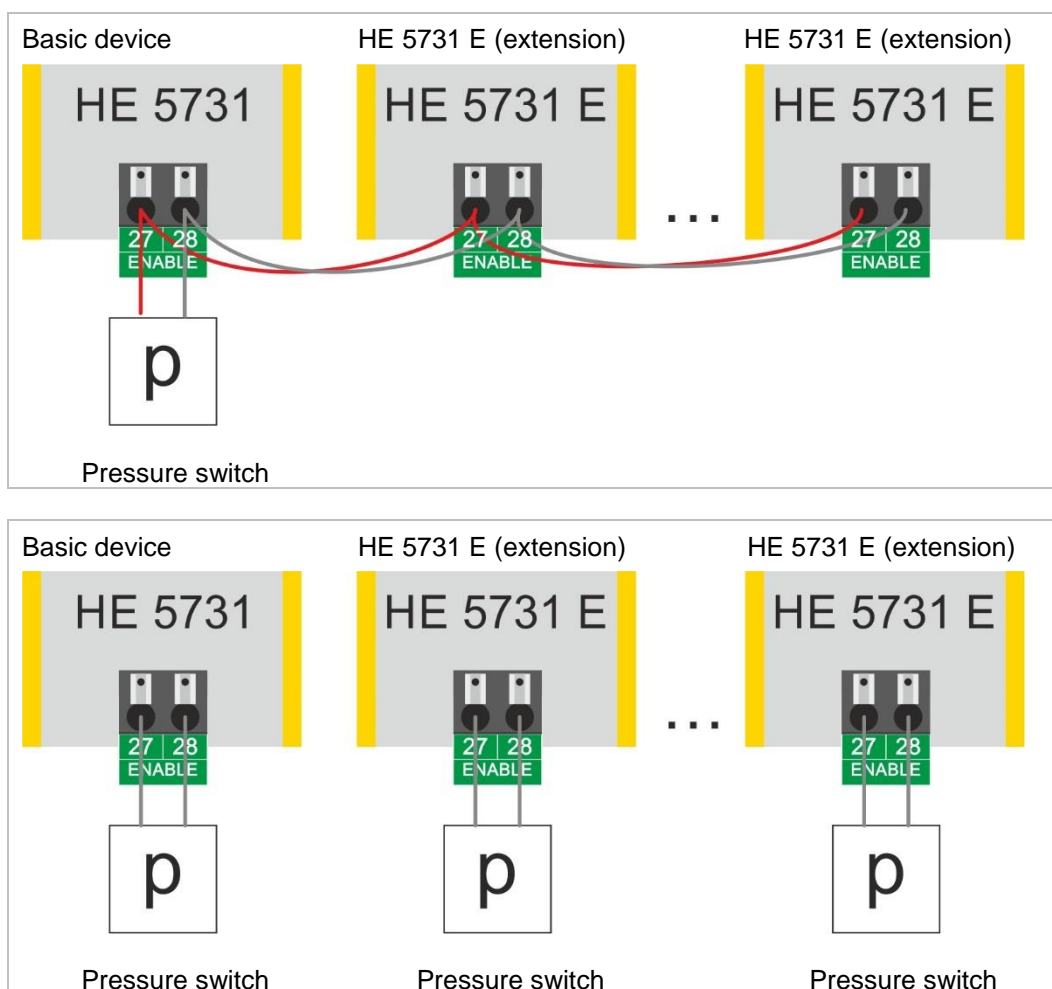 Basic device HE 5731 E (extension) HE 5731 E (extension)
HE 5731 HE 5731 E HE 5731 E
...
27 28 27 28 27 28
ENABLE ENABLE ENABLE
p
Pressure switch
Basic device HE 5731 E (extension) HE 5731 E (extension)
HE 5731 HE 5731 E HE 5731 E
...
27 28 27 28 27 28
ENABLE ENABLE ENABLE
p p p
Pressure switch Pressure switch Pressure switch